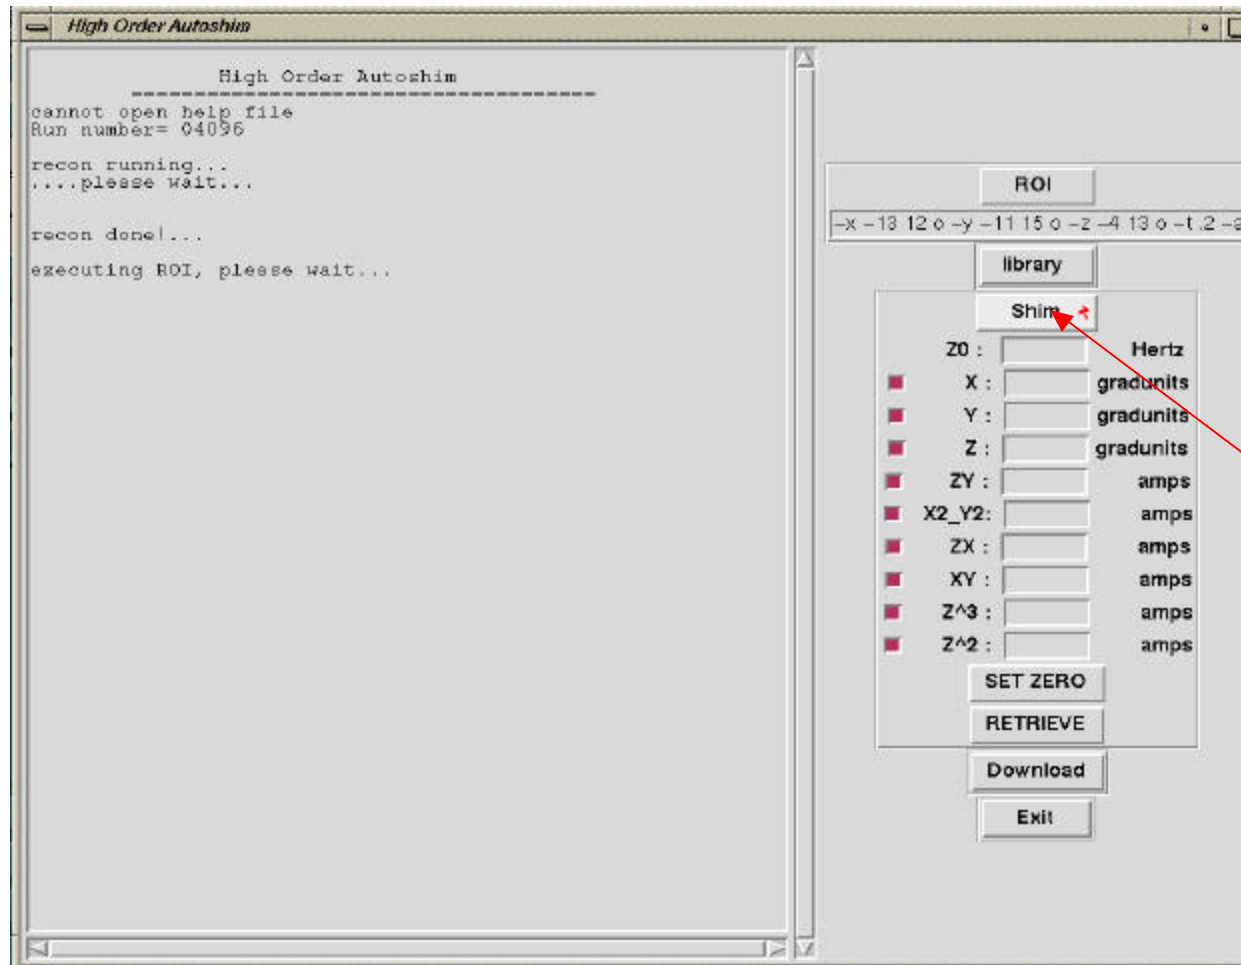 High Order Autoshim
High Order Autoshim
------------------------------------
cannot open help file
Run number= 04096
recon running...
....please wait...
recon done!...
executing ROI, please wait...
ROI
-x -13 12 o -y -11 15 o -z -4 13 o -t .2 -a
library
Shim
Z0 : Hertz
X : gradunits
Y : gradunits
Z : gradunits
ZY : amps
X2_Y2: amps
ZX : amps
XY : amps
Z^3 : amps
Z^2 : amps
SET ZERO
RETRIEVE
Download
Exit